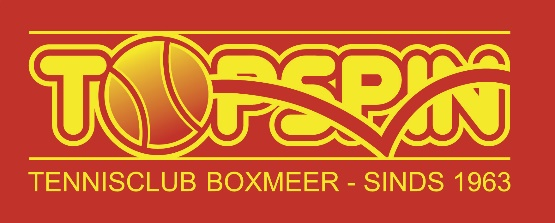 TOPSPIN
TENNISCLUB BOXMEER - SINDS 1963